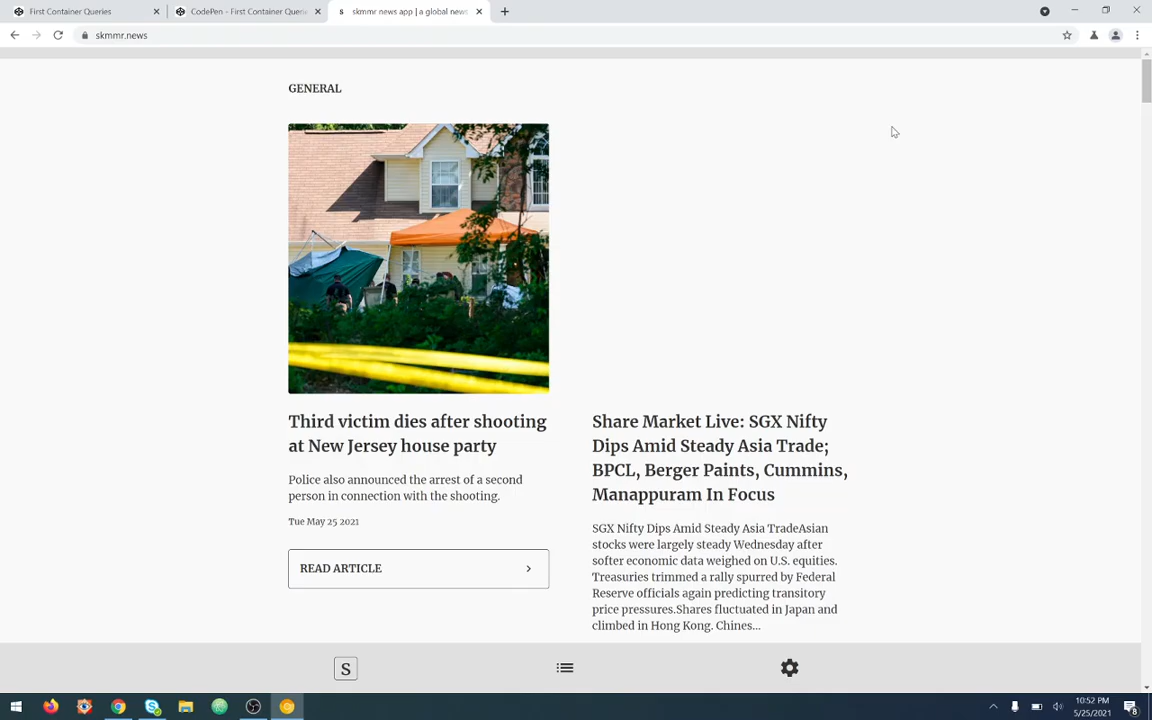 First Container Queries
CodePen - First Container Queri
skmmr news app | a global news
skmmr.news
GENERAL
Third victim dies after shooting
at New Jersey house party
Police also announced the arrest of a second
person in connection with the shooting.
Tue May 25 2021
READ ARTICLE
Share Market Live: SGX Nifty
Dips Amid Steady Asia Trade;
BPCL, Berger Paints, Cummins,
Manappuram In Focus
SGX Nifty Dips Amid Steady Asia TradeAsian
stocks were largely steady Wednesday after
softer economic data weighed on U.S. equities.
Treasuries trimmed a rally spurred by Federal
Reserve officials again predicting transitory
price pressures.Shares fluctuated in Japan and
climbed in Hong Kong. Chines...
S
10:52 PM
5/25/2021
8